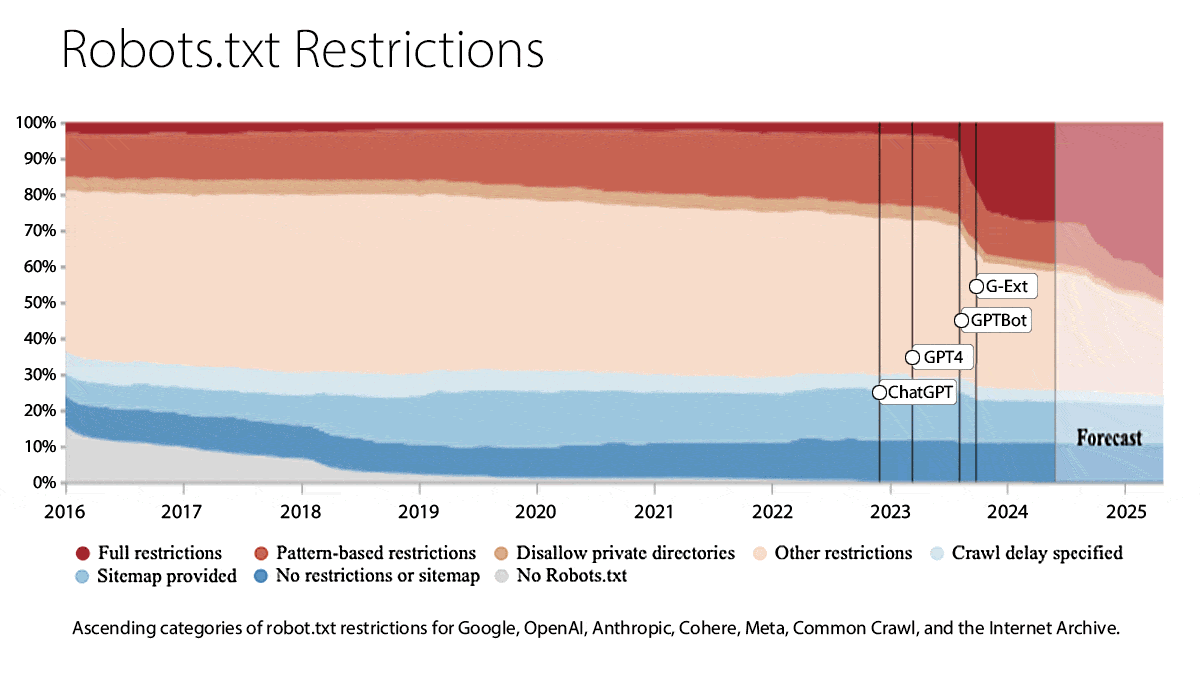 Robots.txt Restrictions
100%
90%
80%
70%
60%
50%
40%
30%
20%
10%
0%
G-Ext
GPTBot
GPT4
ChatGPT
Forecast
2016 2017 2018 2019 2020 2021 2022 2023 2024 2025
Full restrictions Pattern-based restrictions Disallow private directories Other restrictions Crawl delay specified
Sitemap provided No restrictions or sitemap No Robots.txt
Ascending categories of robot.txt restrictions for Google, OpenAI, Anthropic, Cohere, Meta, Common Crawl, and the Internet Archive.